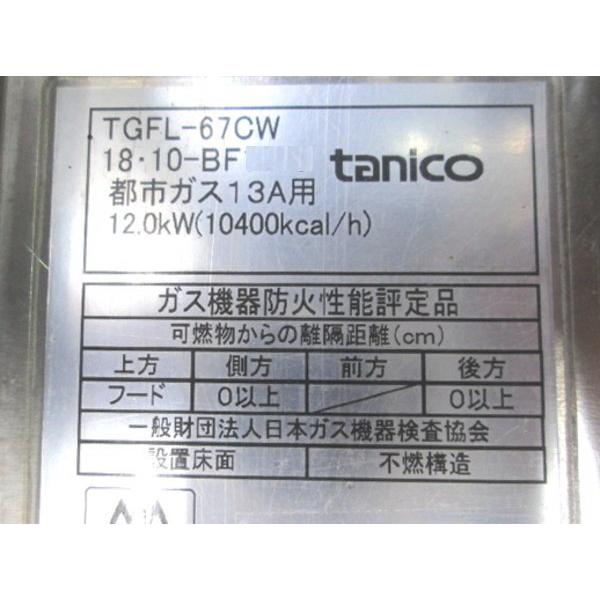 TGFL-67CW
18・10-BF
tanico
都市ガス13A用
12.0kW(10400kcal/h)
ガス機器防火性能評定品
可燃物からの離隔距離(cm)
上方 側方 前方 後方
フード 0以上 0以上
一般財団法人日本ガス機器検査協会
設置床面 不燃構造